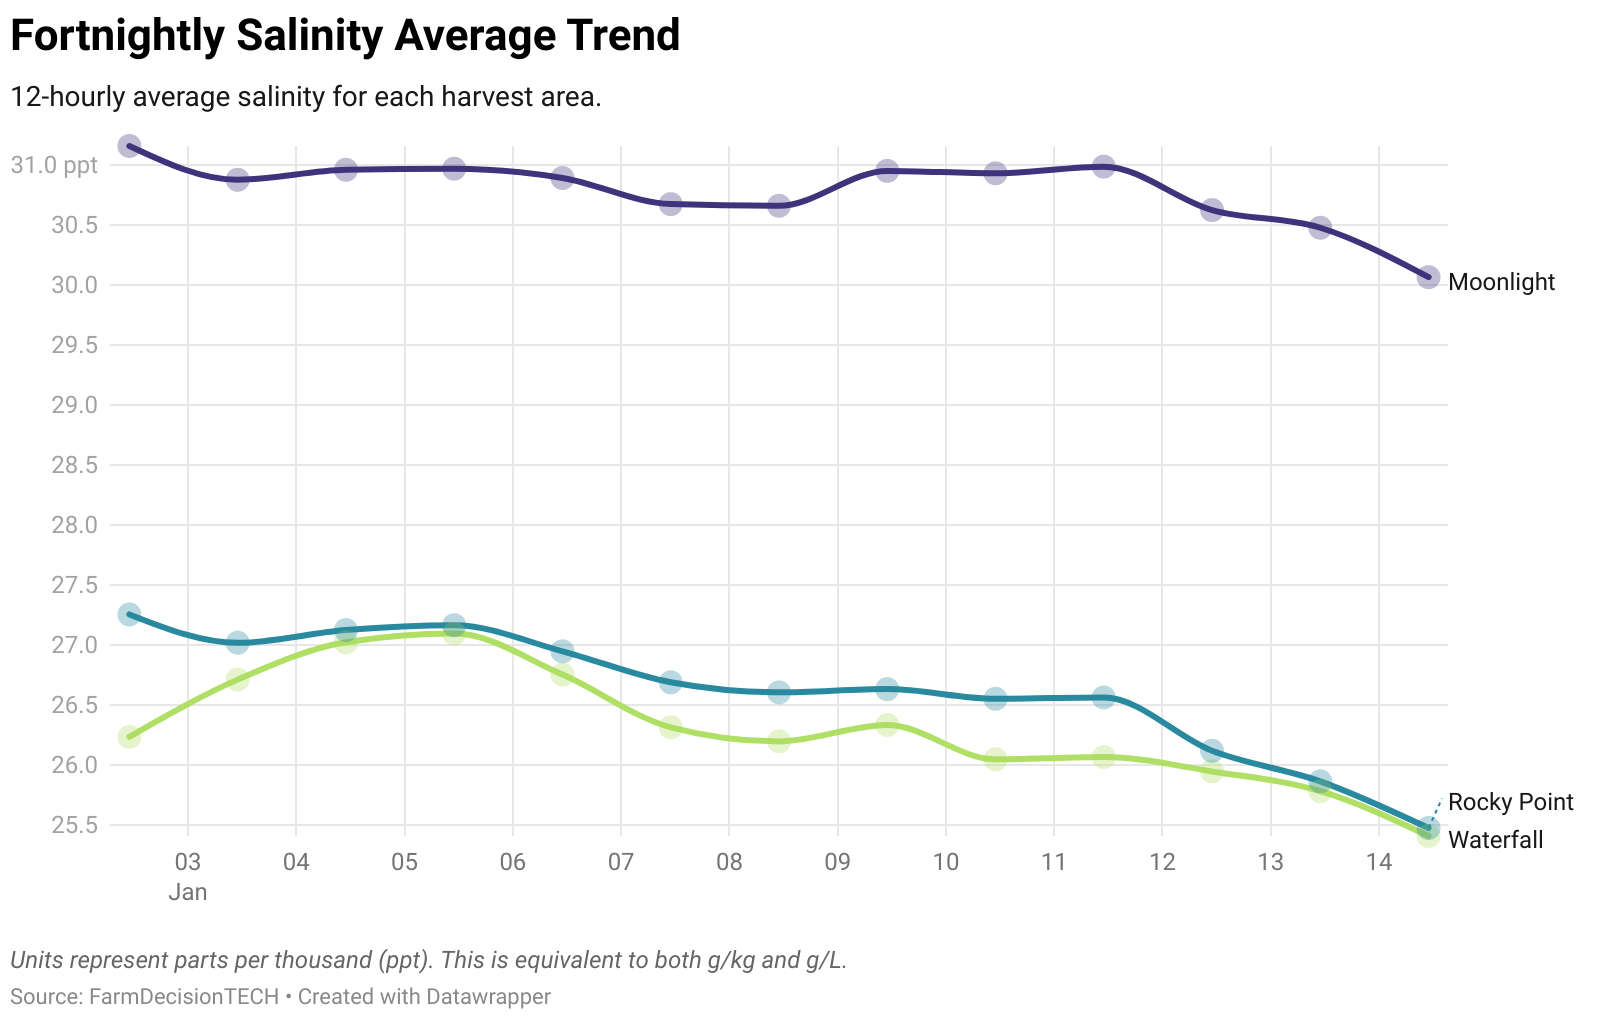 Fortnightly Salinity Average Trend
12-hourly average salinity for each harvest area.
31.0 ppt
30.5
30.0
29.5
29.0
28.5
28.0
27.5
27.0
26.5
26.0
25.5
Moonlight
Rocky Point
Waterfall
03 04 05 06 07 08 09 10 11 12 13 14
Jan
Units represent parts per thousand (ppt). This is equivalent to both g/kg and g/L.
Source: FarmDecisionTECH • Created with Datawrapper